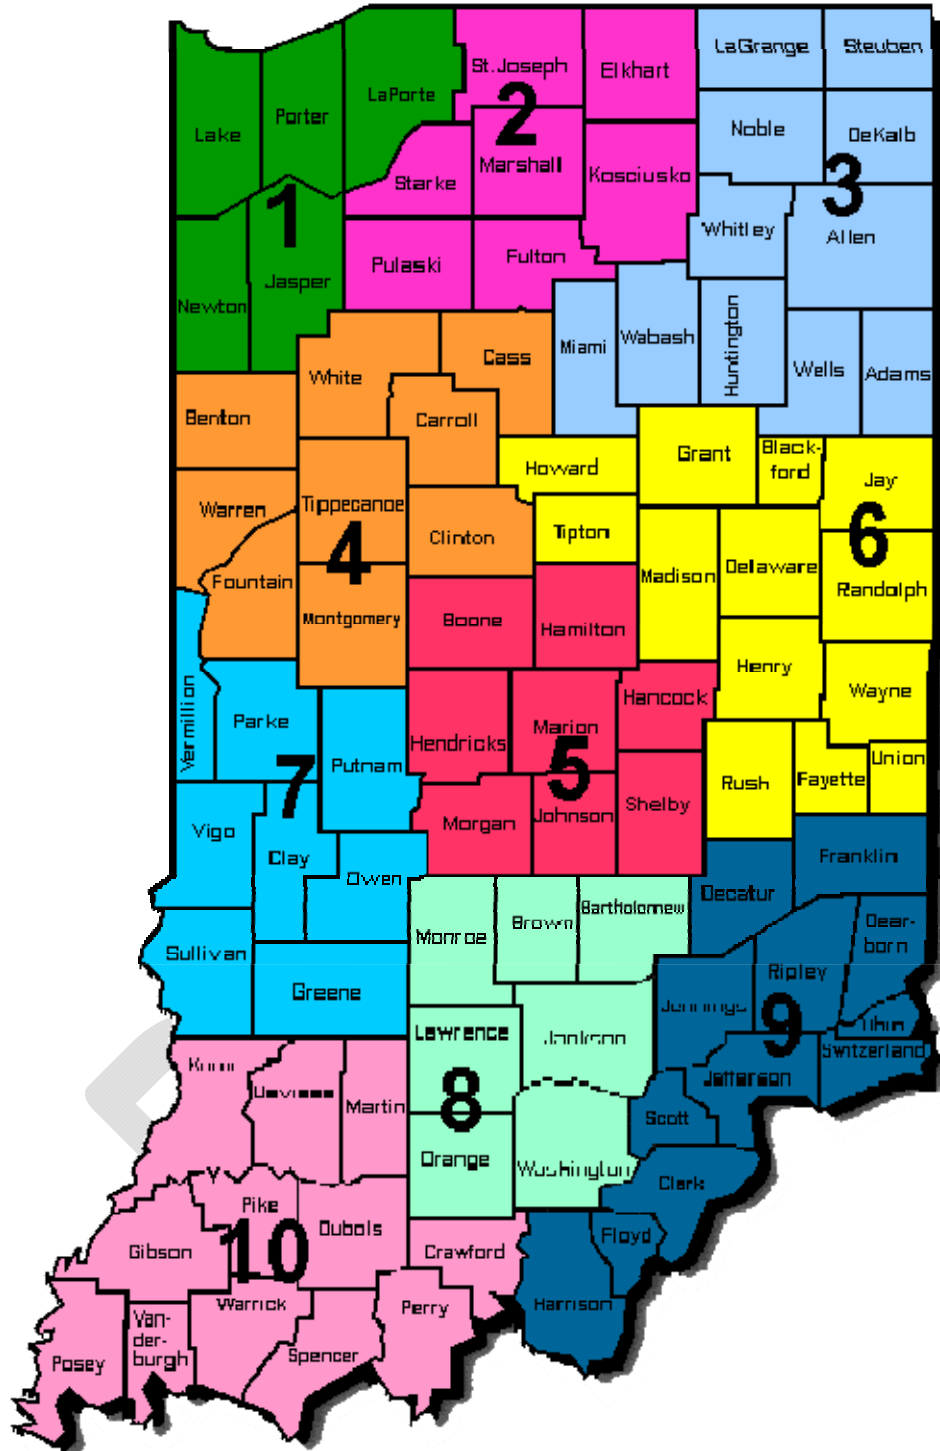 LaGrange
Steuben
St.Joseph
Elkhart
LaPorte
Porter
Lake
2
Noble
DeKalb
Marshall
Kosciusko
Starke
3
1
Whitley
Allen
Pulaski
Fulton
Jasper
Newton
Miami
Wabash
Huntington
Wells
Adams
White
Cass
Benton
Carroll
Howard
Grant
Black-
ford
Jay
Warren
Tippecanoe
Clinton
Tipton
4
6
Fountain
Madison
Delaware
Randolph
Montgomery
Boone
Hamilton
Henry
Wayne
Vermillion
Parke
Putnam
Hendricks
Marion
Hancock
5
7
Rush
Fayette
Union
Vigo
Clay
Morgan
Johnson
Shelby
Owen
Franklin
Decatur
Monroe
Brown
Bartholomew
Dear-
born
Sullivan
Greene
Ripley
Jennings
9
Lawrence
Jackson
Switzerland
Jefferson
Martin
8
Scott
Orange
Washington
Clark
Pike
Dubois
10
Gibson
Crawford
Floyd
Warrick
Perry
Harrison
Van-
der-
burgh
Posey
Spencer